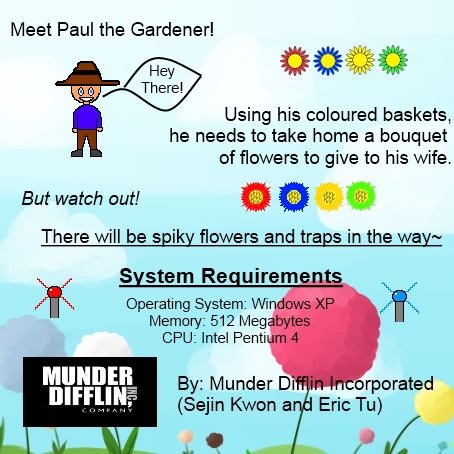 Meet Paul the Gardener!
Hey
There!
Using his coloured baskets,
he needs to take home a bouquet
of flowers to give to his wife.
But watch out!
There will be spiky flowers and traps in the way~
System Requirements
Operating System: Windows XP
Memory: 512 Megabytes
CPU: Intel Pentium 4
MUNDER
DIFFLIN, INC.
COMPANY
By: Munder Difflin Incorporated
(Sejin Kwon and Eric Tu)